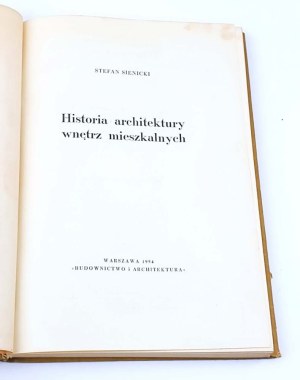 STEFAN SIENICKI
Historia architektury
wnętrz mieszkalnych
WARSZAWA 1954
«BUDOWNICTWO I ARCHITEKTURA»